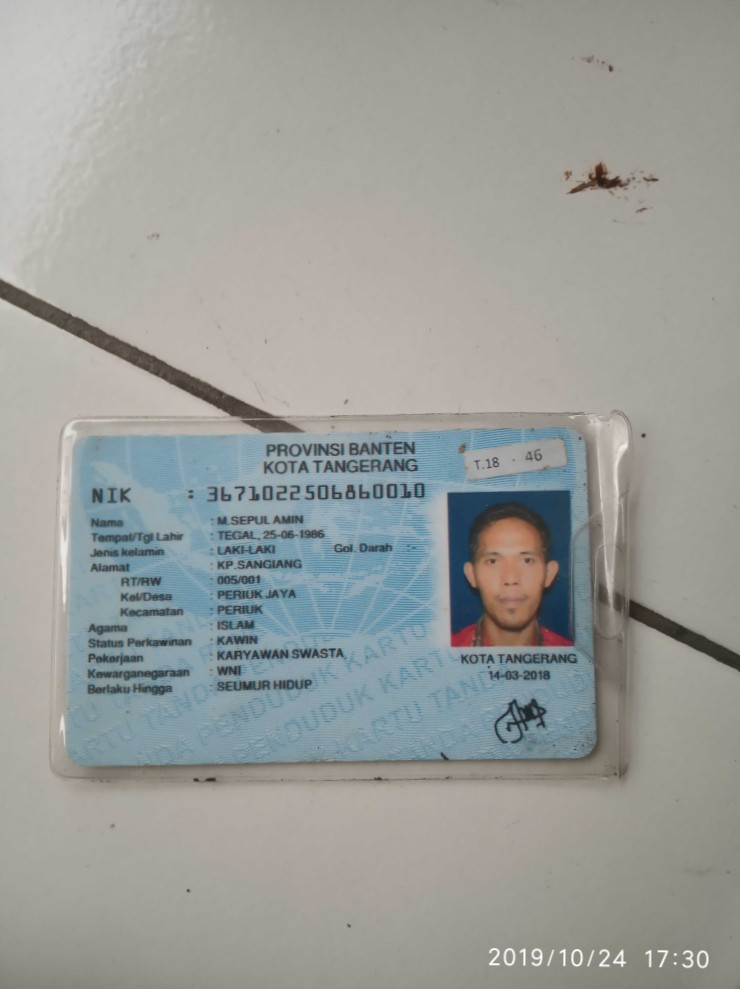 PROVINSI BANTEN
KOTA TANGERANG
T.18 . 46
NIK : 3671022506860010
Nama : M.SEPUL AMIN
Tempat/Tgl Lahir : TEGAL, 25-06-1986
Jenis kelamin : LAKI-LAKI Gol. Darah :-
Alamat : KP.SANGIANG
RT/RW : 005/001
Kel/Desa : PERIUK JAYA
Kecamatan : PERIUK
Agama : ISLAM
Status Perkawinan : KAWIN
Pekerjaan : KARYAWAN SWASTA
Kewarganegaraan : WNI
Berlaku Hingga : SEUMUR HIDUP
KOTA TANGERANG
14-03-2018
KARTU TANDA PENDUDUK
2019/10/24 17:30